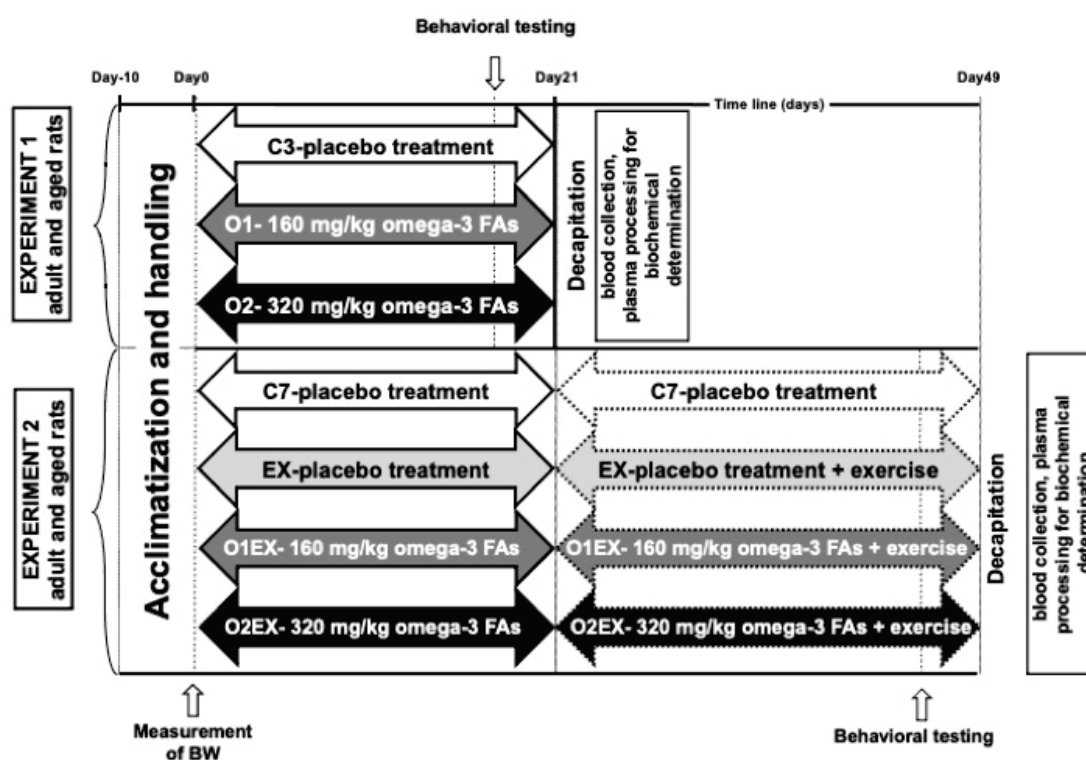 Behavioral testing
Day-10
Day0
Day21
Day49
Time line (days)
EXPERIMENT 1
adult and aged rats
Acclimatization and handling
C3-placebo treatment
O1- 160 mg/kg omega-3 FAs
O2- 320 mg/kg omega-3 FAs
Decapitation
blood collection,
plasma processing for
biochemical
determination
EXPERIMENT 2
adult and aged rats
C7-placebo treatment
C7-placebo treatment
EX-placebo treatment
EX-placebo treatment + exercise
O1EX- 160 mg/kg omega-3 FAs
O1EX- 160 mg/kg omega-3 FAs + exercise
O2EX- 320 mg/kg omega-3 FAs
O2EX- 320 mg/kg omega-3 FAs + exercise
Decapitation
blood collection, plasma
processing for biochemical
determination
Measurement
of BW
Behavioral testing